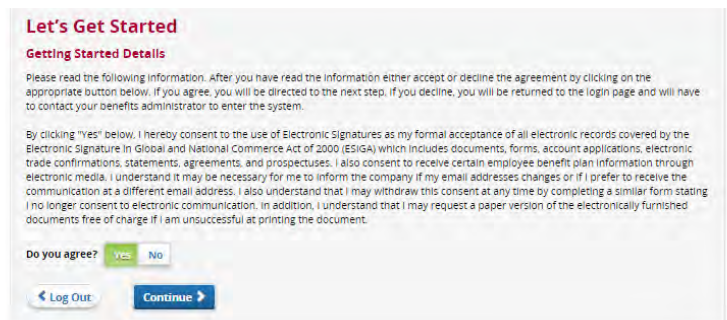 Let's Get Started
Getting Started Details
Please read the following information. After you have read the information either accept or decline the agreement by clicking on the
appropriate button below. If you agree, you will be directed to the next step. If you decline, you will be returned to the login page and will have
to contact your benefits administrator to enter the system.
By clicking "Yes" below, I hereby consent to the use of Electronic Signatures as my formal acceptance of all electronic records covered by the
Electronic Signature in Global and National Commerce Act of 2000 (ESIGA) which includes documents, forms, account applications, electronic
trade confirmations, statements, agreements, and prospectuses. I also consent to receive certain employee benefit plan information through
electronic media. I understand it may be necessary for me to inform the company if my email addresses changes or if I prefer to receive the
communication at a different email address. I also understand that I may withdraw this consent at any time by completing a similar form stating
I no longer consent to electronic communication. In addition, I understand that I may request a paper version of the electronically furnished
documents free of charge if I am unsuccessful at printing the document.
Do you agree? Yes No
Log Out Continue